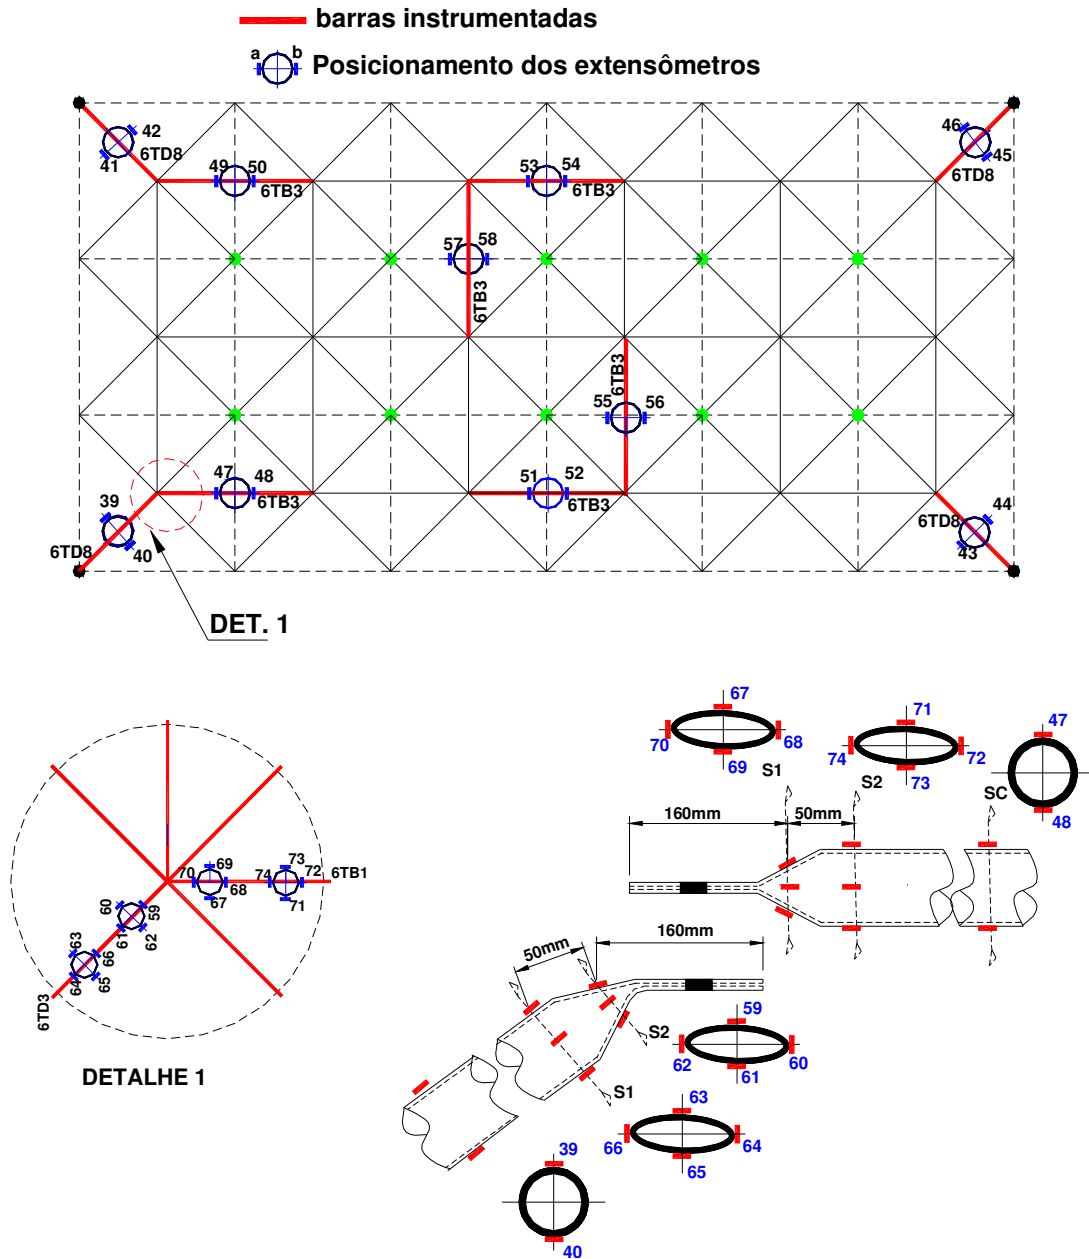 barras instrumentadas
a b
Posicionamento dos extensômetros
42
41
6TD8
49 50
6TB3
53 54
6TB3
46
45
6TD8
57 58
6TB3
6TB3
55 56
47 48
6TB3
51 52
6TB3
39
40
6TD8
44
43
6TD8
DET. 1
67
70 68
69
S1
71
74 72
73
S2
47
48
SC
160mm
50mm
70 69 68 67
74 73 72 71
6TB1
60 59 61 62
63 66 64 65
6TD3
DETALHE 1
50mm
160mm
S2
S1
59
62 60
61
63
66 64
65
39
40